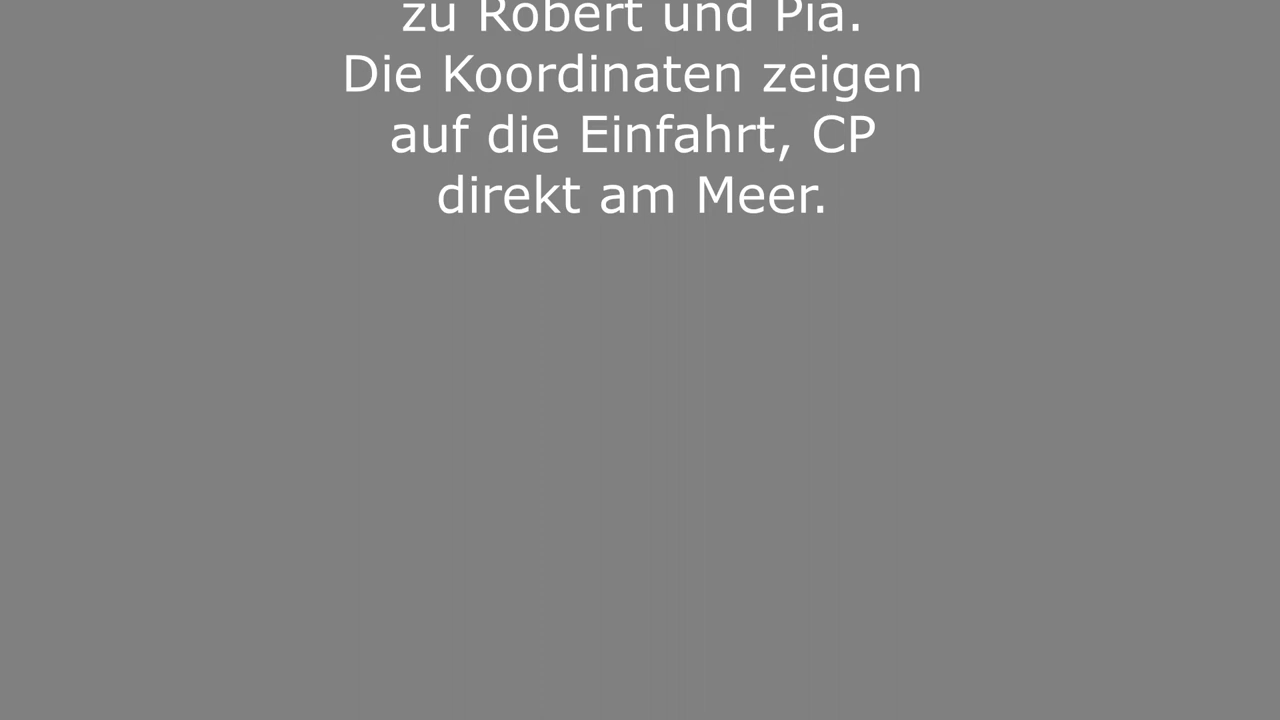 zu Robert und Pia.
Die Koordinaten zeigen
auf die Einfahrt, CP
direkt am Meer.